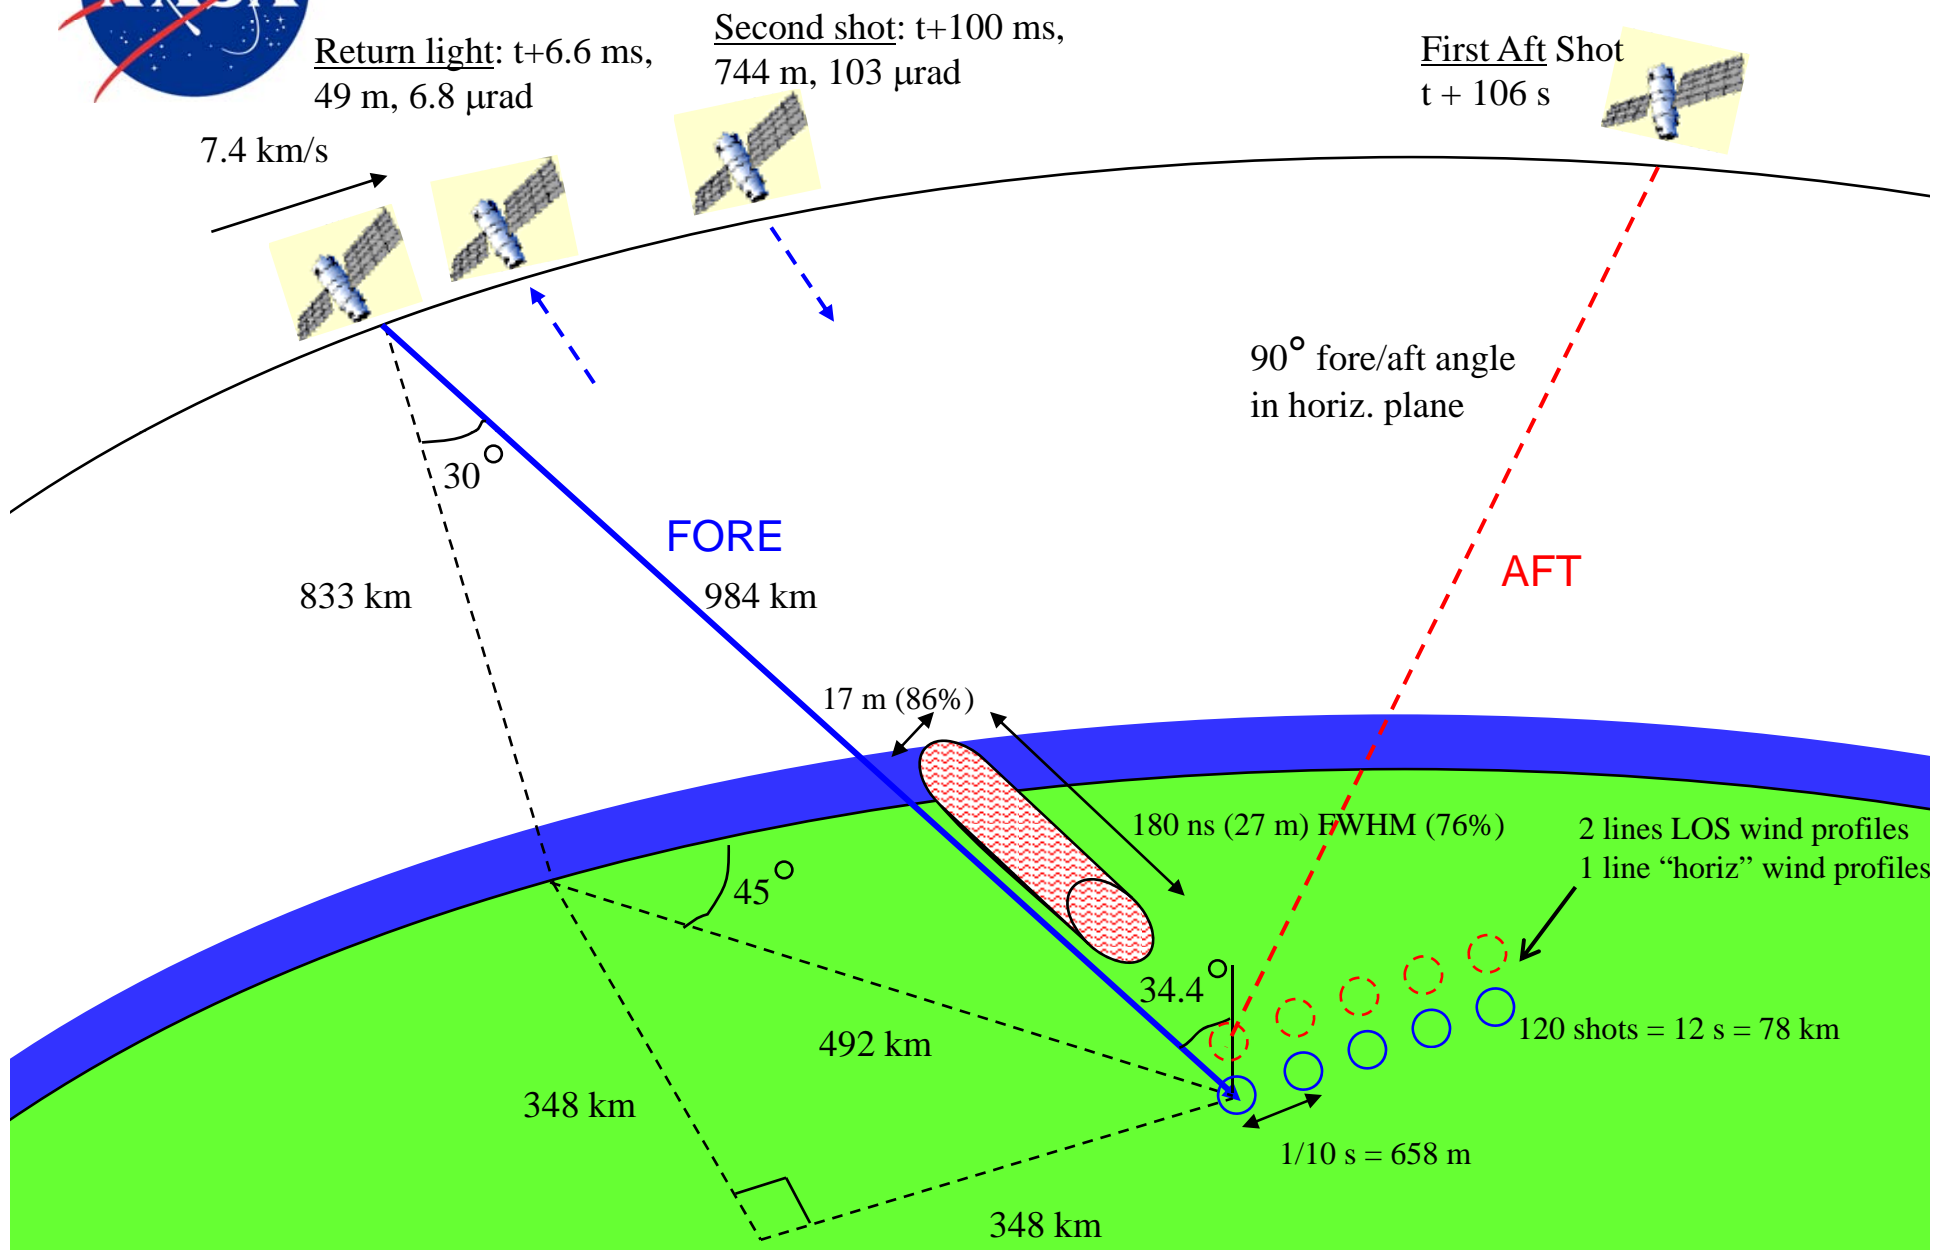 NASA
Return light: t+6.6 ms,
49 m, 6.8 μrad
Second shot: t+100 ms,
744 m, 103 μrad
First Aft Shot
t + 106 s
7.4 km/s
90° fore/aft angle
in horiz. plane
30°
FORE
984 km
833 km
AFT
17 m (86%)
180 ns (27 m) FWHM (76%)
2 lines LOS wind profiles
1 line “horiz” wind profiles
45°
34.4°
492 km
120 shots = 12 s = 78 km
348 km
1/10 s = 658 m
348 km